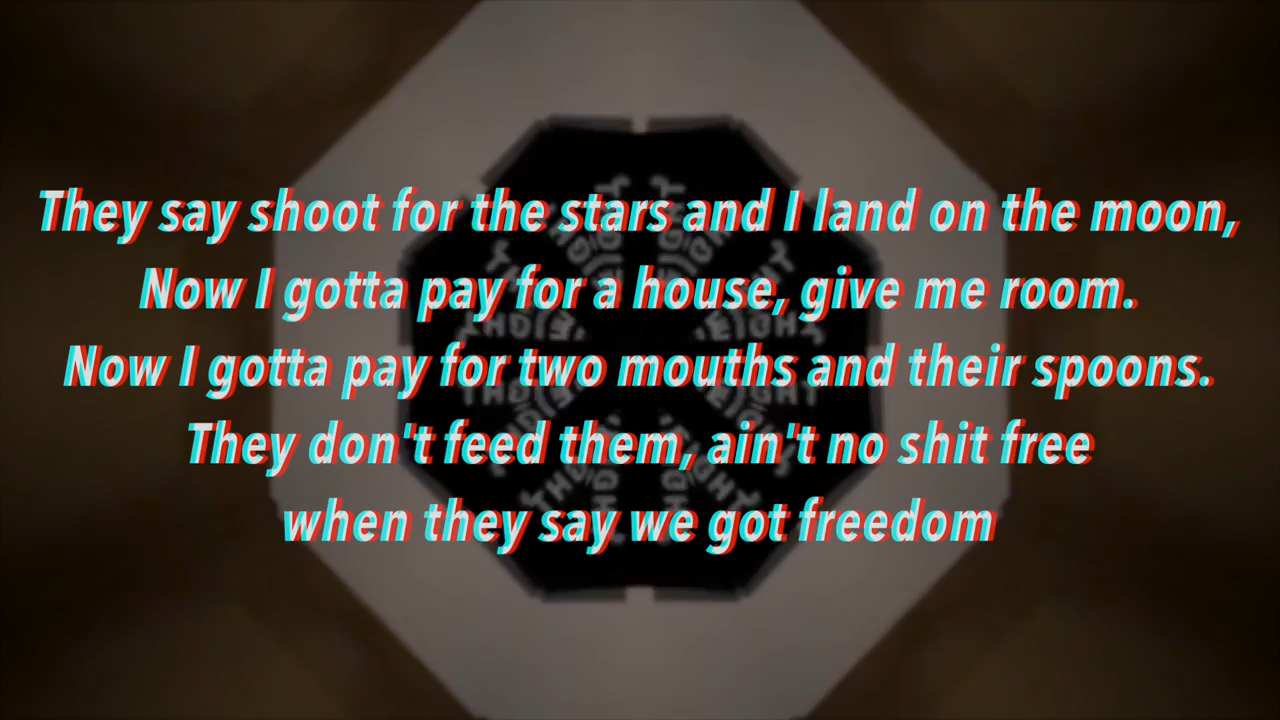 They say shoot for the stars and I land on the moon,
Now I gotta pay for a house, give me room.
Now I gotta pay for two mouths and their spoons.
They don't feed them, ain't no shit free
when they say we got freedom